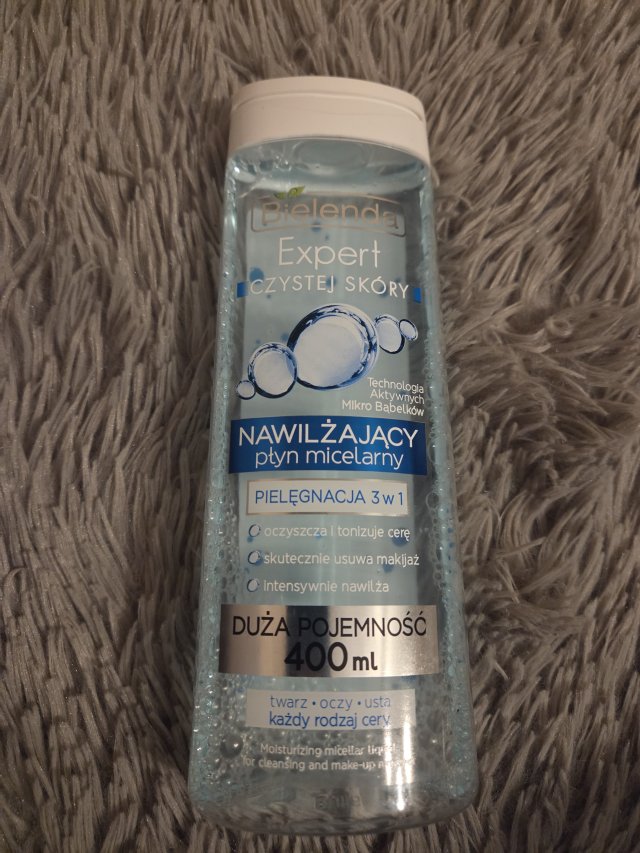 Bielenda
Expert
CZYSTEJ SKÓRY
Technologia
Aktywnych
Mikro Bąbelków
NAWILŻAJĄCY
płyn micelarny
PIELĘGNACJA 3 w 1
oczyszcza i tonizuje cerę
skutecznie usuwa makijaż
intensywnie nawilża
DUŻA POJEMNOŚĆ
400 ml
twarz • oczy • usta
każdy rodzaj cery
Moisturizing micellar liquid
for cleansing and make-up